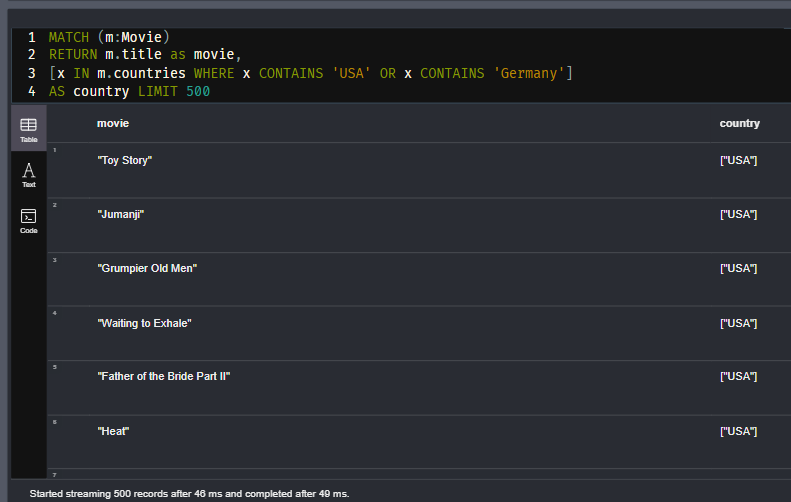 1 MATCH (m:Movie)
2 RETURN m.title as movie,
3 [x IN m.countries WHERE x CONTAINS 'USA' OR x CONTAINS 'Germany']
4 AS country LIMIT 500
Table
Text
Code
movie country
1 "Toy Story" ["USA"]
2 "Jumanji" ["USA"]
3 "Grumpier Old Men" ["USA"]
4 "Waiting to Exhale" ["USA"]
5 "Father of the Bride Part II" ["USA"]
6 "Heat" ["USA"]
7
Started streaming 500 records after 46 ms and completed after 49 ms.